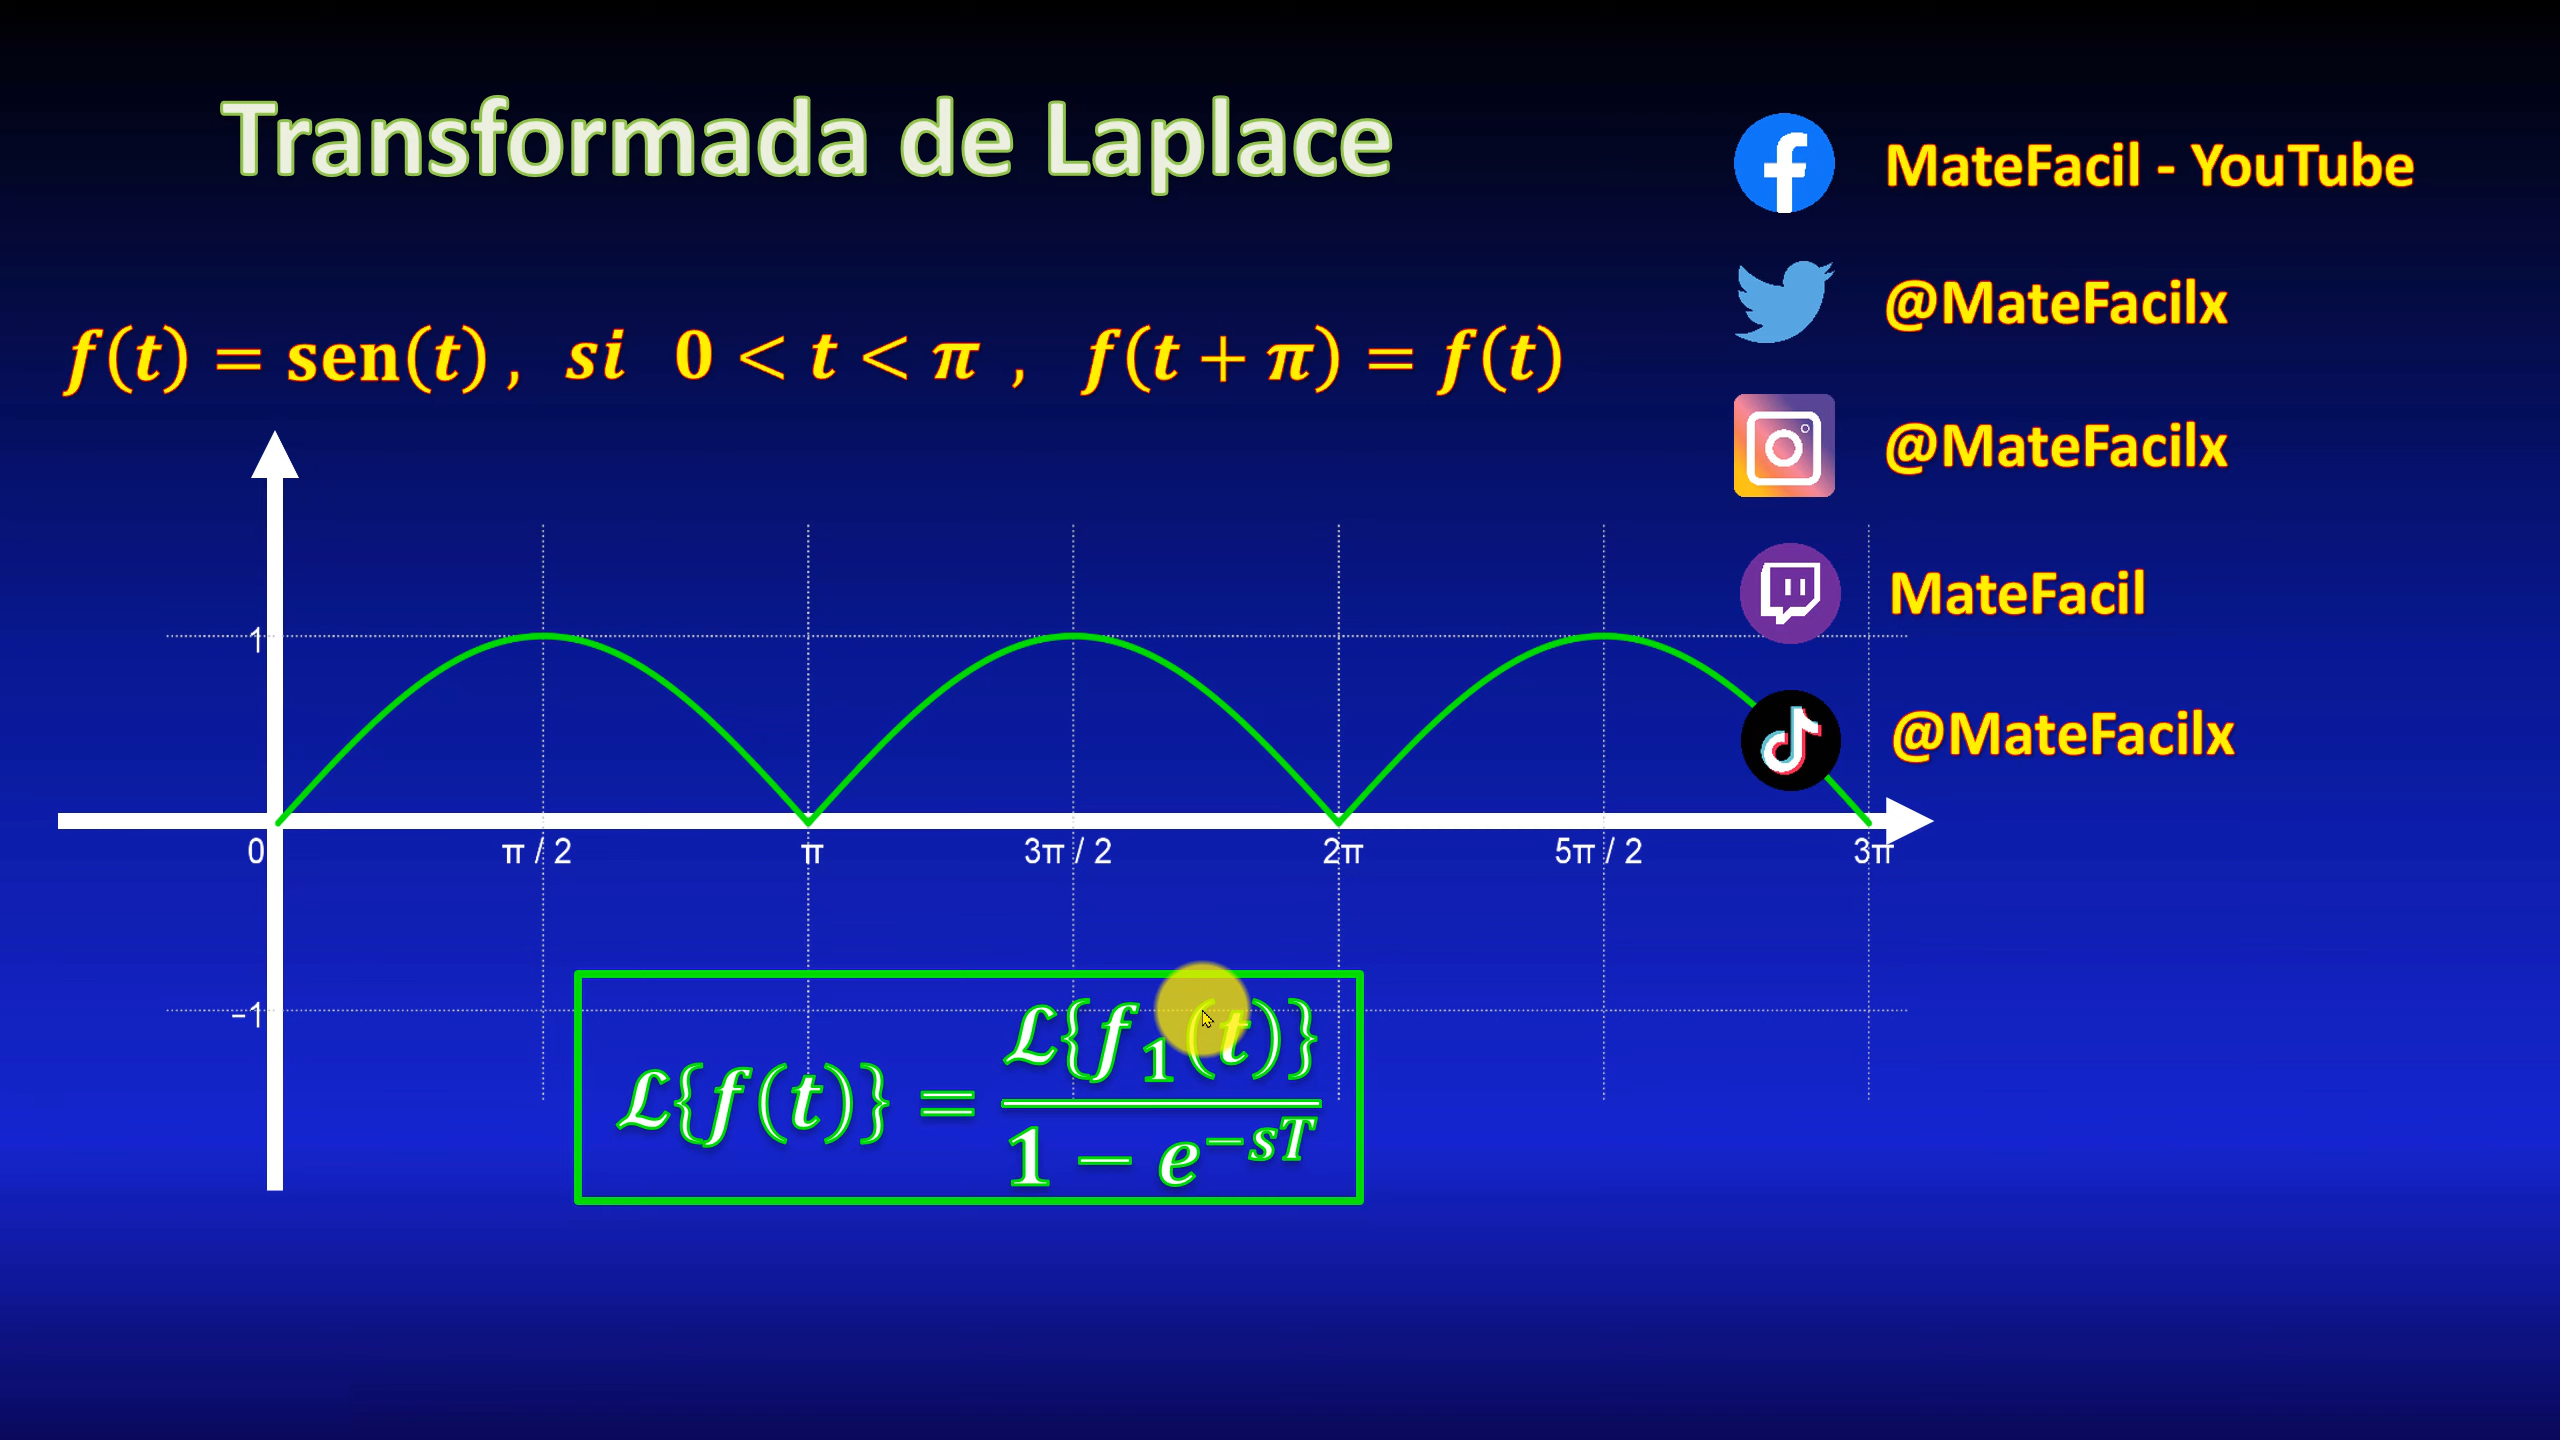 Transformada de Laplace
f(t) = sen(t) , si 0 < t < π , f(t + π) = f(t)
MateFacil - YouTube
@MateFacilx
@MateFacilx
MateFacil
@MateFacilx
1
0 π / 2 π 3π / 2 2π 5π / 2 3π
−1
ℒ{f(t)} = ℒ{f₁(t)} / 1 − e^{−sT}